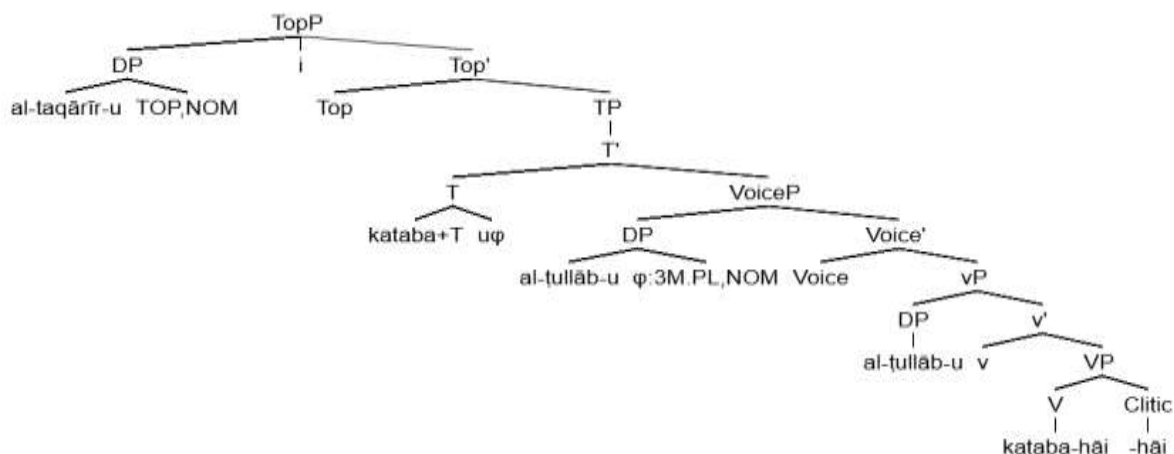 TopP
DP i Top'
al-taqārīr-u TOP,NOM Top TP
T'
T VoiceP
kataba+T uφ DP Voice'
al-ṭullāb-u φ:3M.PL,NOM Voice vP
DP v'
al-ṭullāb-u v VP
V Clitic
kataba-hāi -hāi